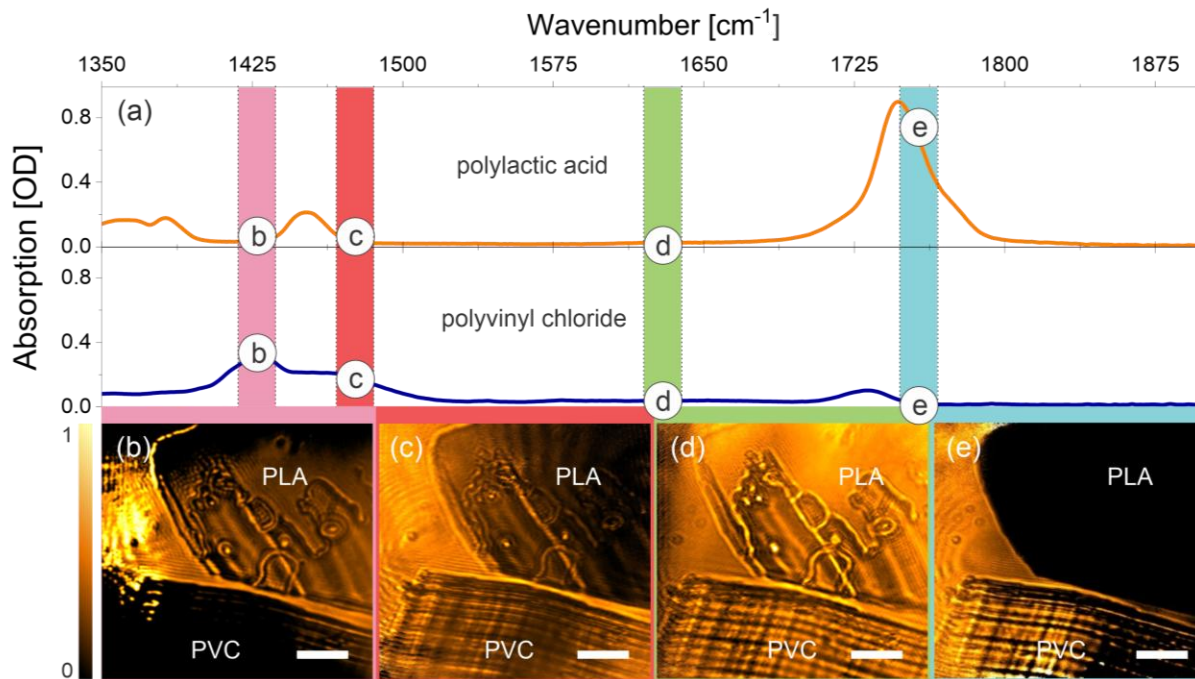 Wavenumber [cm⁻¹]
1350 1425 1500 1575 1650 1725 1800 1875
Absorption [OD]
(a)
0.8
0.4
0.0
polylactic acid
b c d e
0.8
0.4
0.0
polyvinyl chloride
b c d e
1
0
(b)
PLA
PVC
(c)
PLA
PVC
(d)
PLA
PVC
(e)
PLA
PVC